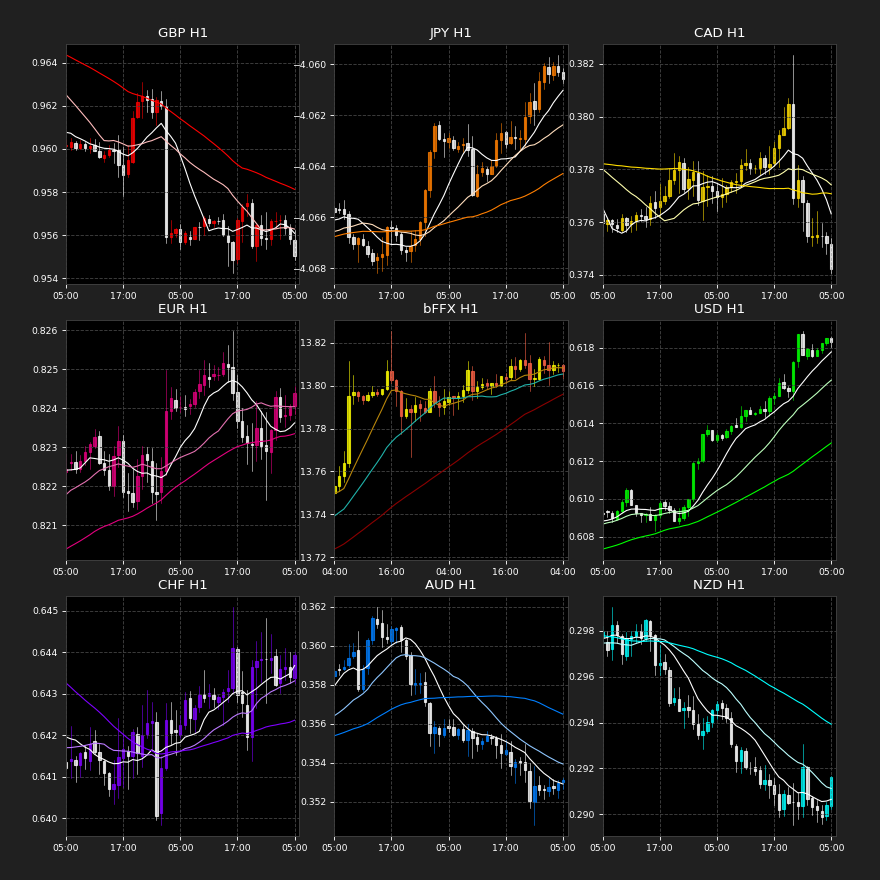 GBP H1
0.964
0.962
0.960
0.958
0.956
0.954
05:00 17:00 05:00 17:00 05:00
JPY H1
−4.060
−4.062
−4.064
−4.066
−4.068
05:00 17:00 05:00 17:00 05:00
CAD H1
0.382
0.380
0.378
0.376
0.374
05:00 17:00 05:00 17:00 05:00
EUR H1
0.826
0.825
0.824
0.823
0.822
0.821
05:00 17:00 05:00 17:00 05:00
bFFX H1
13.82
13.80
13.78
13.76
13.74
13.72
04:00 16:00 04:00 16:00 04:00
USD H1
0.618
0.616
0.614
0.612
0.610
0.608
05:00 17:00 05:00 17:00 05:00
CHF H1
0.645
0.644
0.643
0.642
0.641
0.640
05:00 17:00 05:00 17:00 05:00
AUD H1
0.362
0.360
0.358
0.356
0.354
0.352
05:00 17:00 05:00 17:00 05:00
NZD H1
0.298
0.296
0.294
0.292
0.290
05:00 17:00 05:00 17:00 05:00